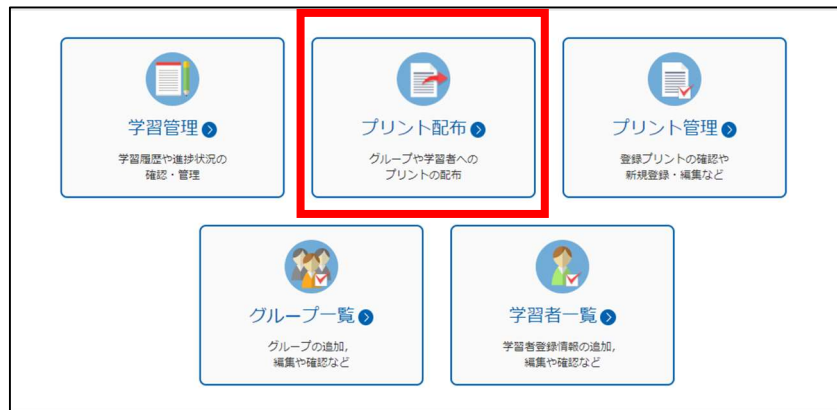 学習管理
学習履歴や進捗状況の
確認・管理
プリント配布
グループや学習者への
プリントの配布
プリント管理
登録プリントの確認や
新規登録・編集など
グループ一覧
グループの追加,
編集や確認など
学習者一覧
学習者登録情報の追加,
編集や確認など